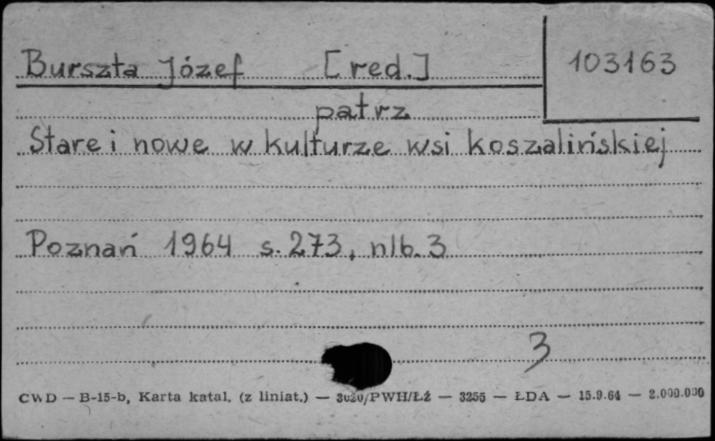 Burszta Józef [red.] 103163
patrz
Stare i nowe w kulturze wsi koszalińskiej
Poznań 1964 s. 273, nlb. 3
3
CWD — B-15-b, Karta katal. (z liniat.) — /PWH/Łż — 3255 — ŁDA — 15.9.64 — 2.000.000